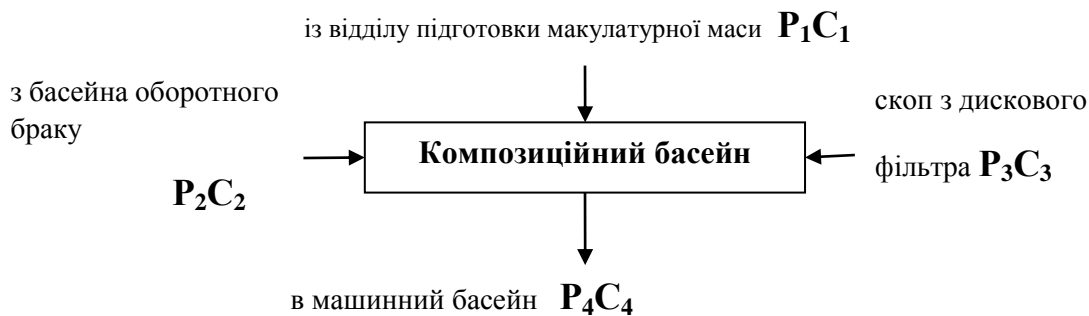 із відділу підготовки макулатурної маси P₁C₁
з басейна оборотного
браку
P₂C₂
Композиційний басейн
скоп з дискового
фільтра P₃C₃
в машинний басейн P₄C₄